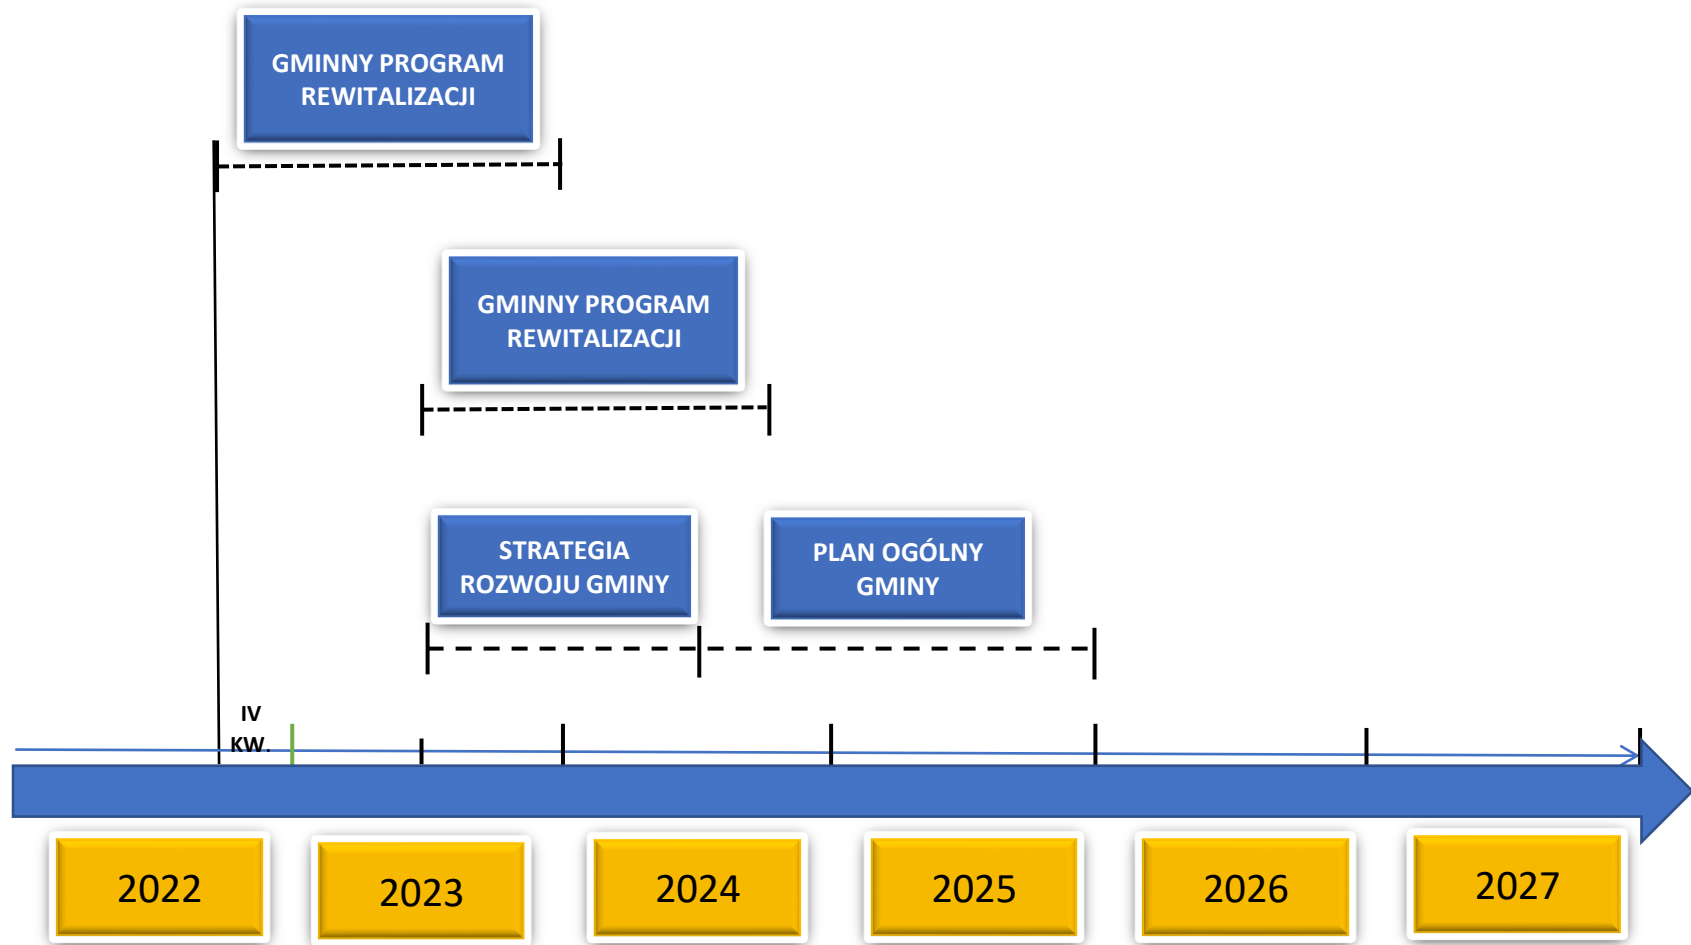 GMINNY PROGRAM
REWITALIZACJI
GMINNY PROGRAM
REWITALIZACJI
STRATEGIA
ROZWOJU GMINY
PLAN OGÓLNY
GMINY
IV
KW.
2022
2023
2024
2025
2026
2027